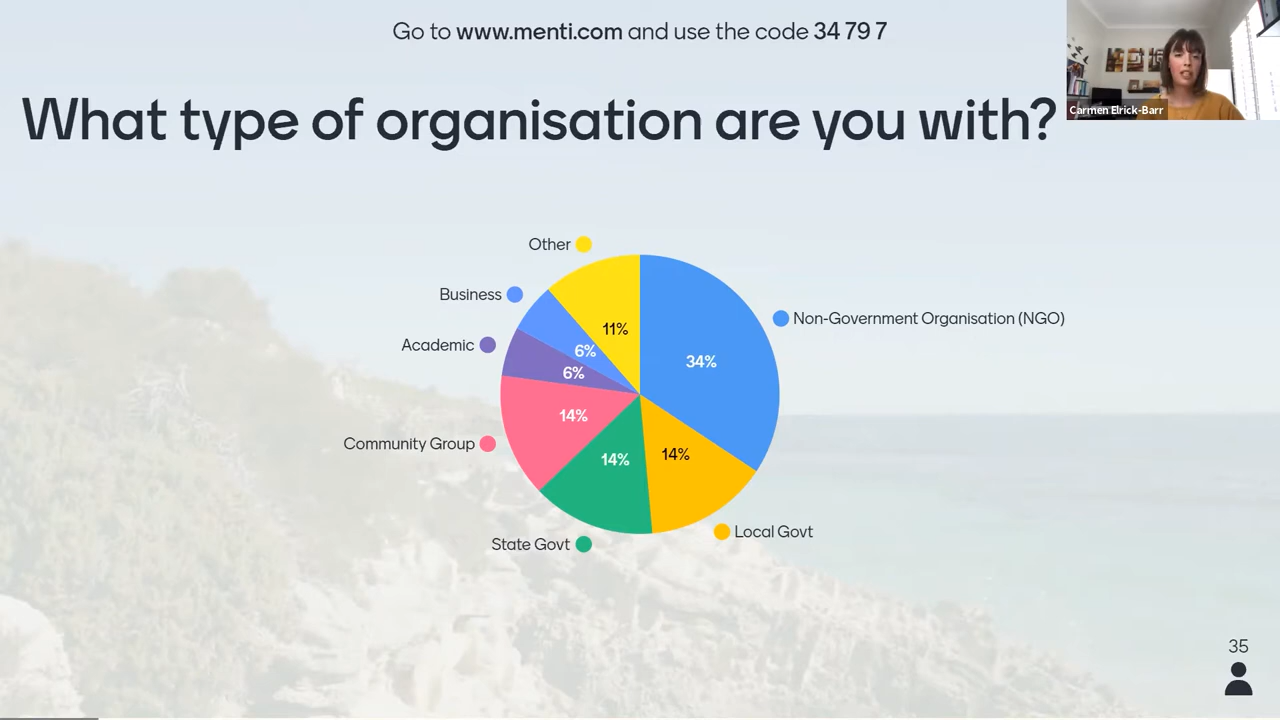 Go to www.menti.com and use the code 34 79 7
Carmen Elrick-Barr
What type of organisation are you with?
Other
Business
11%
Non-Government Organisation (NGO)
Academic
6%
34%
6%
14%
Community Group
14%
14%
Local Govt
State Govt
35